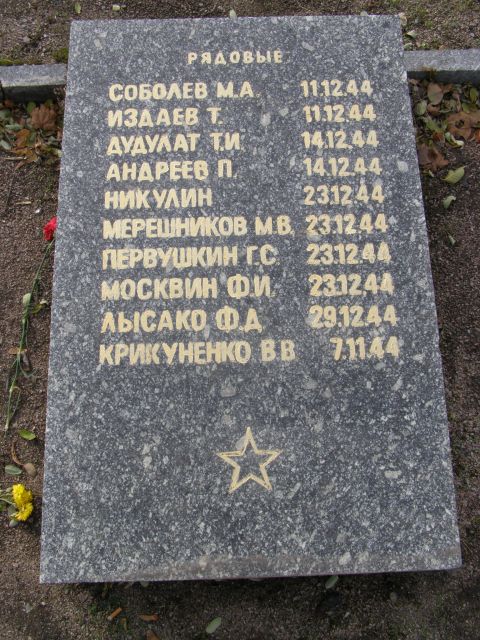 РЯДОВЫЕ
СОБОЛЕВ М.А. 11.12.44
ИЗДАЕВ Т. 11.12.44
ДУДУЛАТ Т.И. 14.12.44
АНДРЕЕВ П. 14.12.44
НИКУЛИН 23.12.44
МЕРЕШНИКОВ М.В. 23.12.44
ПЕРВУШКИН Г.С. 23.12.44
МОСКВИН Ф.И. 23.12.44
ЛЫСАКО Ф.Д. 29.12.44
КРИКУНЕНКО В.В 7.11.44